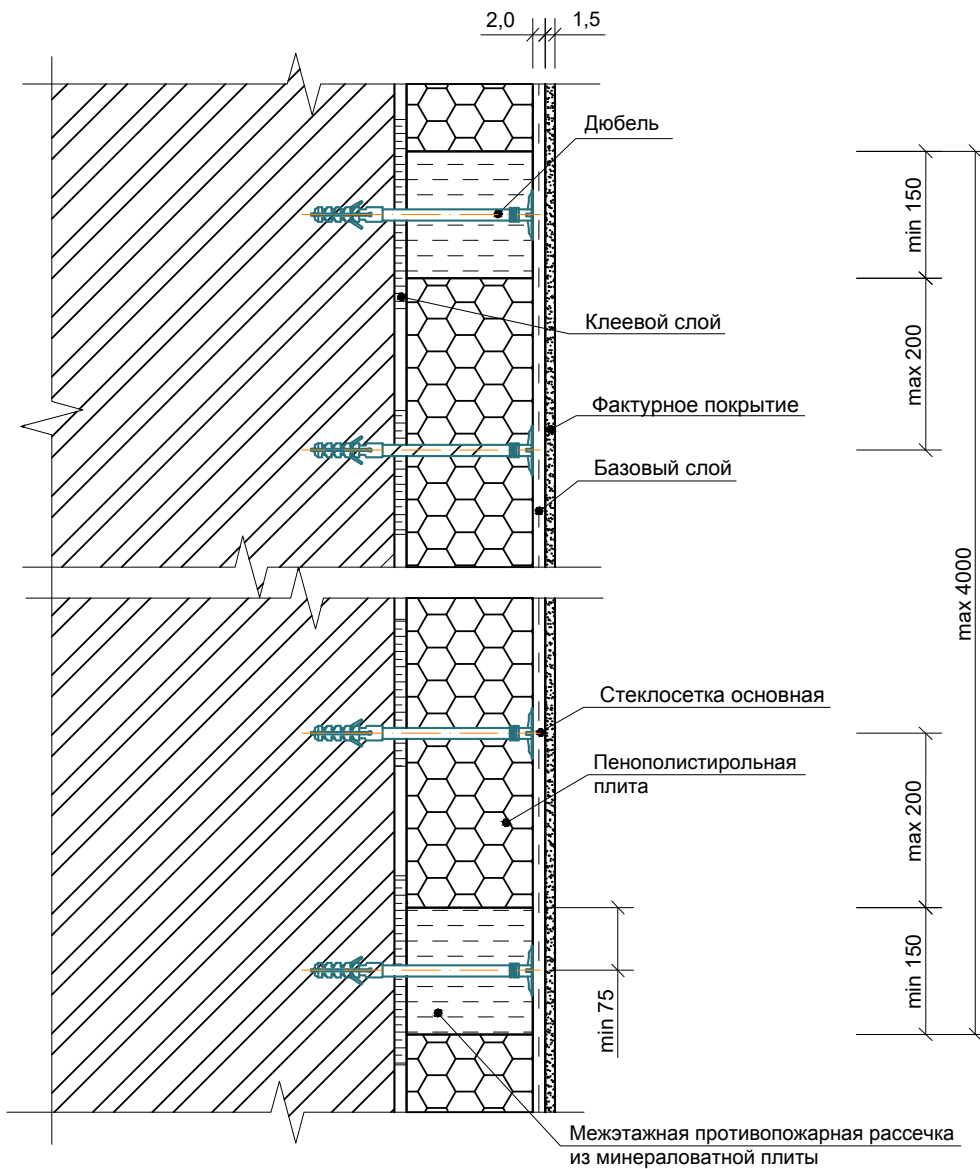 2,0
1,5
Дюбель
min 150
Клеевой слой
max 200
Фактурное покрытие
Базовый слой
max 4000
Стеклосетка основная
Пенополистирольная
плита
max 200
min 150
min 75
Межэтажная противопожарная рассечка
из минераловатной плиты